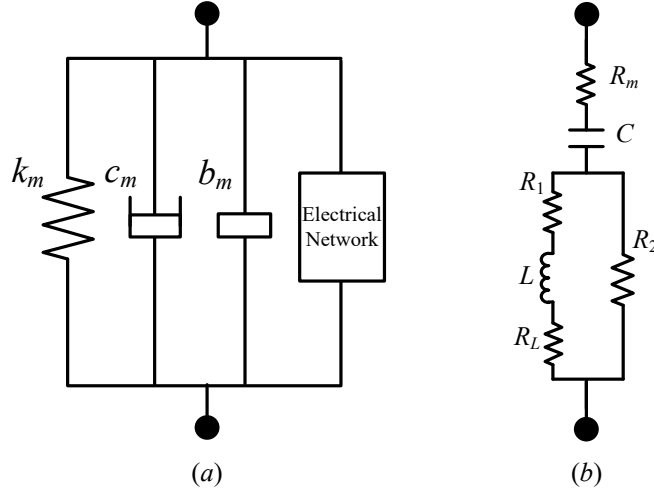 k_m
c_m
b_m
Electrical
Network
(a)
R_m
C
R_1
L
R_2
R_L
(b)